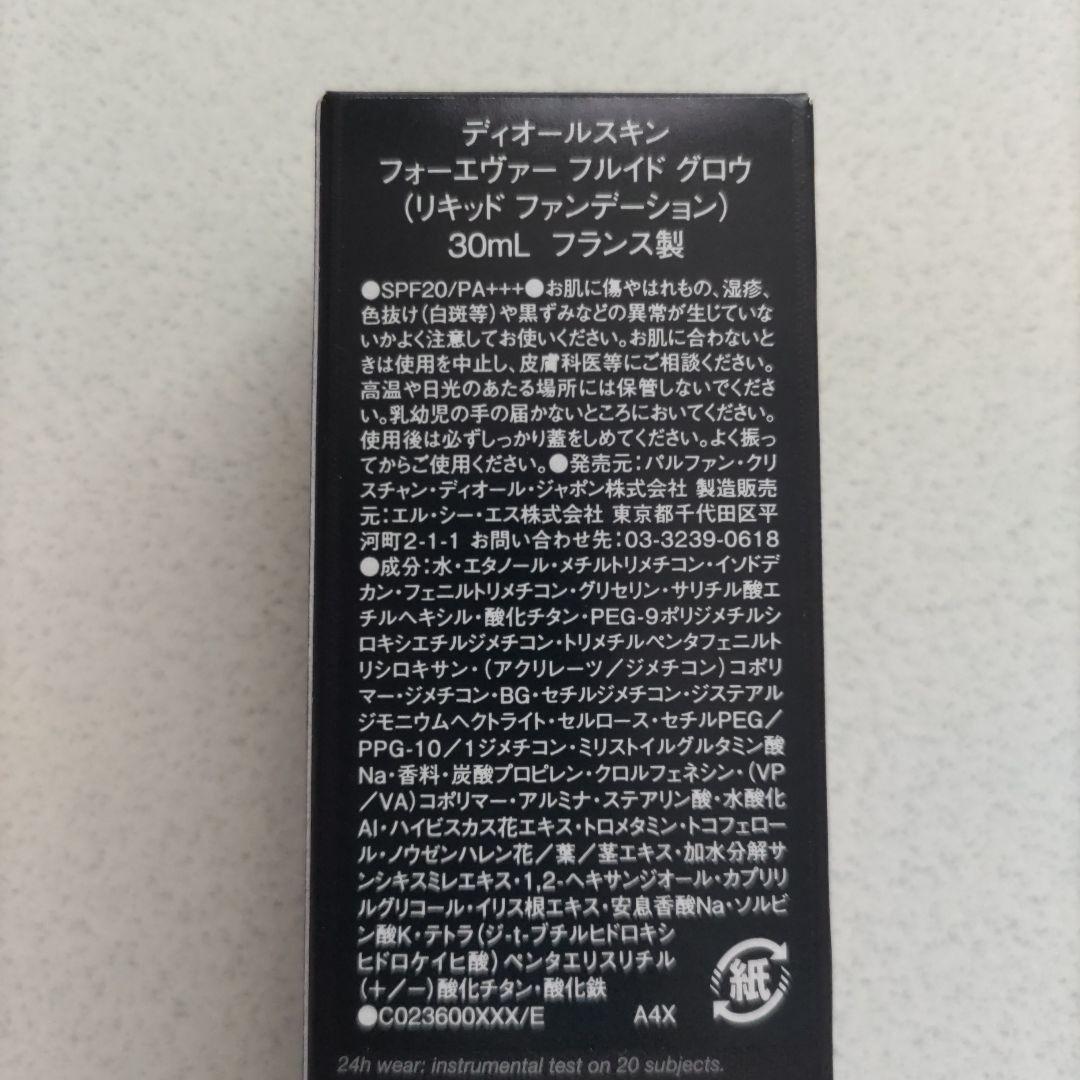 ディオールスキン
フォーエヴァー フルイド グロウ
(リキッド ファンデーション)
30mL フランス製
●SPF20/PA+++●お肌に傷やはれもの、湿疹、
色抜け(白斑等)や黒ずみなどの異常が生じていな
いかよく注意してお使いください。お肌に合わないと
きは使用を中止し、皮膚科医等にご相談ください。
高温や日光のあたる場所には保管しないでくださ
い。乳幼児の手の届かないところにおいてください。
使用後は必ずしっかり蓋をしめてください。よく振っ
てからご使用ください。●発売元:パルファン・クリ
スチャン・ディオール・ジャポン株式会社 製造販売
元:エル・シー・エス株式会社 東京都千代田区平
河町2-1-1 お問い合わせ先:03-3239-0618
●成分:水・エタノール・メチルトリメチコン・イソドデ
カン・フェニルトリメチコン・グリセリン・サリチル酸エ
チルヘキシル・酸化チタン・PEG-9ポリジメチルシ
ロキシエチルジメチコン・トリメチルペンタフェニルト
リシロキサン・(アクリレーツ/ジメチコン)コポリ
マー・ジメチコン・BG・セチルジメチコン・ジステアル
ジモニウムヘクトライト・セルロース・セチルPEG/
PPG-10/1ジメチコン・ミリストイルグルタミン酸
Na・香料・炭酸プロピレン・クロルフェネシン・(VP
/VA)コポリマー・アルミナ・ステアリン酸・水酸化
Al・ハイビスカス花エキス・トロメタミン・トコフェロー
ル・ノウゼンハレン花/葉/茎エキス・加水分解サ
ンシキスミレエキス・1,2-ヘキサンジオール・カプリリ
ルグリコール・イリス根エキス・安息香酸Na・ソルビ
ン酸K・テトラ(ジ-t-ブチルヒドロキシ
ヒドロケイヒ酸)ペンタエリスリチル
(+/-)酸化チタン・酸化鉄
●C023600XXX/E A4X
紙
24h wear: instrumental test on 20 subjects.